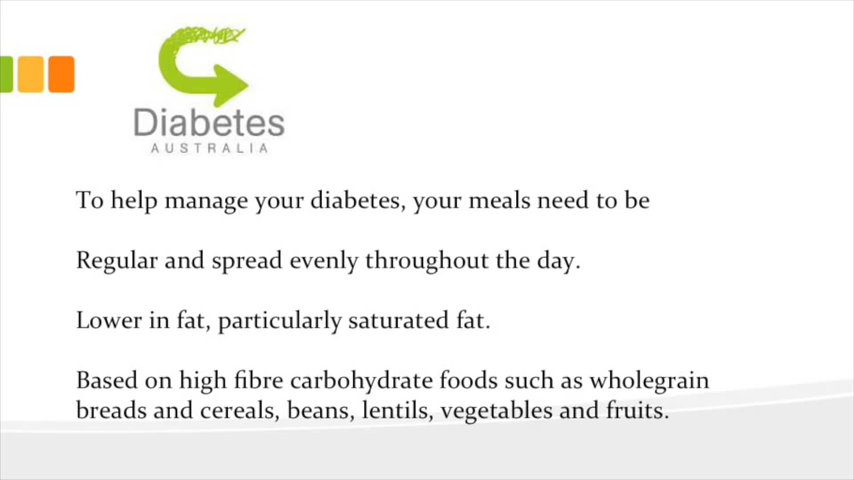 Diabetes
AUSTRALIA
To help manage your diabetes, your meals need to be
Regular and spread evenly throughout the day.
Lower in fat, particularly saturated fat.
Based on high fibre carbohydrate foods such as wholegrain
breads and cereals, beans, lentils, vegetables and fruits.